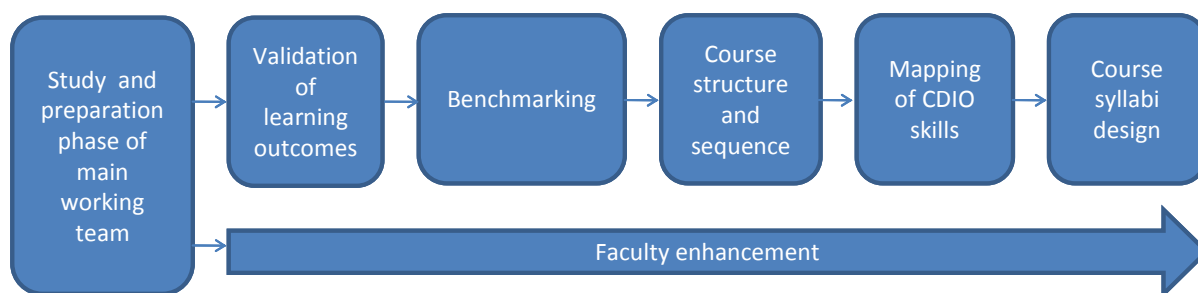 Study and
preparation
phase of
main
working
team
Validation
of
learning
outcomes
Benchmarking
Course
structure
and
sequence
Mapping
of CDIO
skills
Course
syllabi
design
Faculty enhancement